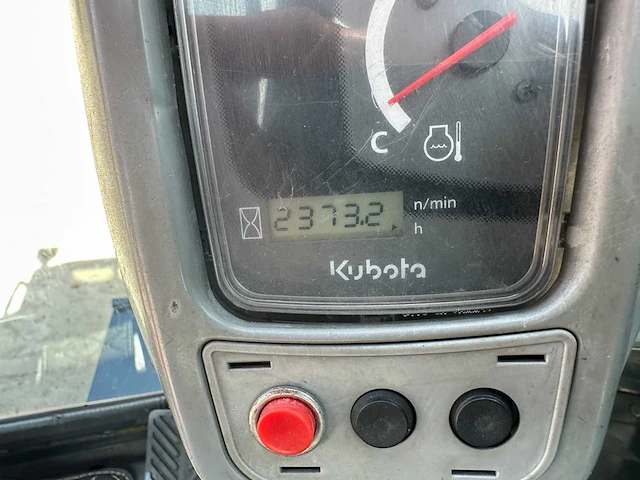 C
2373.2 n/min
h
Kubota